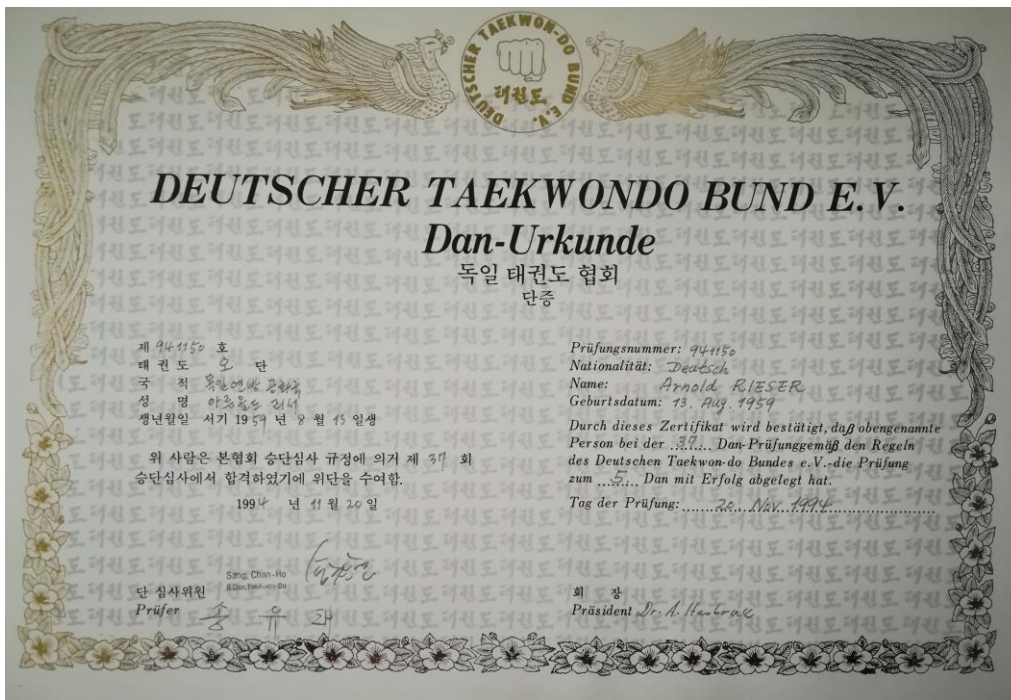 DEUTSCHER TAEKWON-DO BUND E.V.
태권도
DEUTSCHER TAEKWONDO BUND E.V.
Dan-Urkunde
독일 태권도 협회
단증
제 941150 호
태권도 오 단
국 적 독일연방 공화국
성 명 아르놀드 리서
생년월일 서기 1959 년 8 월 13 일생
위 사람은 본협회 승단심사 규정에 의거 제 37 회
승단심사에서 합격하였기에 위단을 수여함.
1994 년 11 월 20 일
Song, Chan-Ho
단 심사위원
Prüfer 송
Prüfungsnummer: 941150
Nationalität: Deutsch
Name: Arnold RIESER
Geburtsdatum: 13. Aug. 1959
Durch dieses Zertifikat wird bestätigt, daß obengenannte
Person bei der 37. Dan-Prüfunggemäß den Regeln
des Deutschen Taekwon-do Bundes e.V.-die Prüfung
zum 5. Dan mit Erfolg abgelegt hat.
Tag der Prüfung: 20. Nov. 1994
회 장
Präsident Dr. A.